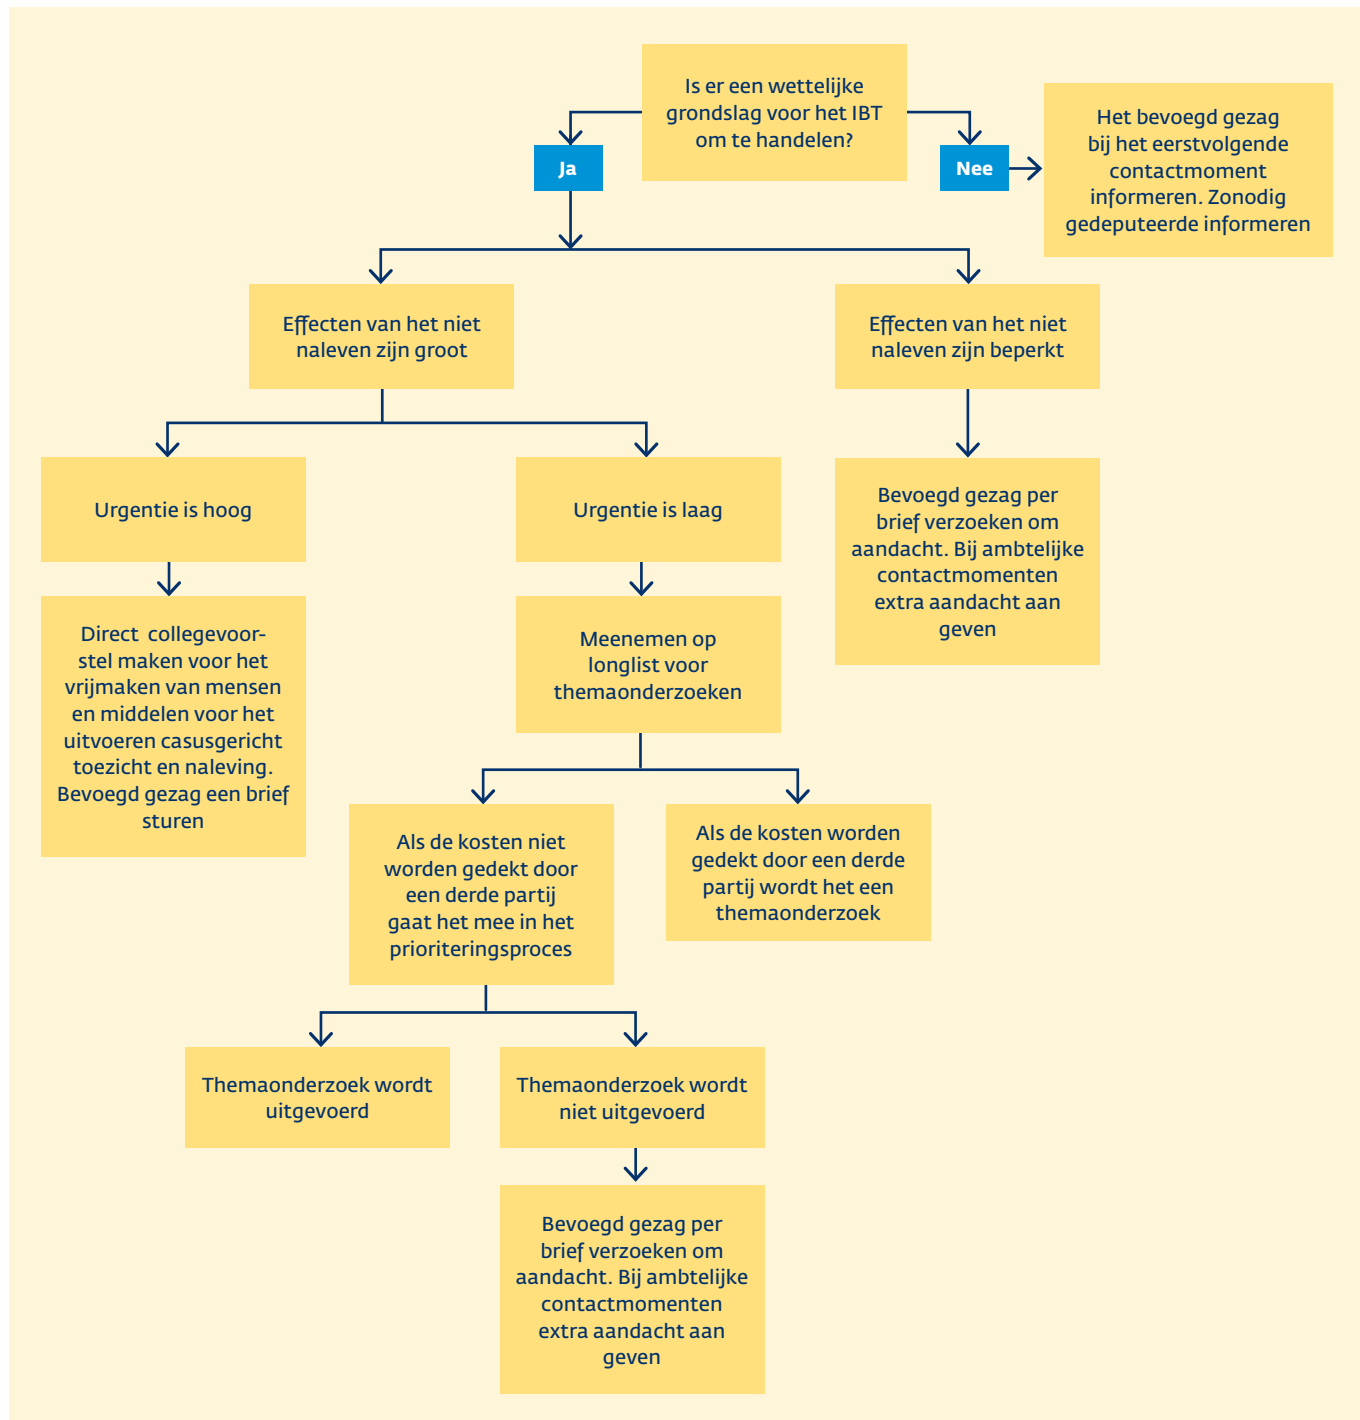 Is er een wettelijke
grondslag voor het IBT
om te handelen?
Ja
Nee
Het bevoegd gezag
bij het eerstvolgende
contactmoment
informeren. Zonodig
gedeputeerde informeren
Effecten van het niet
naleven zijn groot
Effecten van het niet
naleven zijn beperkt
Urgentie is hoog
Urgentie is laag
Bevoegd gezag per
brief verzoeken om
aandacht. Bij ambtelijke
contactmomenten
extra aandacht aan
geven
Direct collegevoor-
stel maken voor het
vrijmaken van mensen
en middelen voor het
uitvoeren casusgericht
toezicht en naleving.
Bevoegd gezag een brief
sturen
Meenemen op
longlist voor
themaonderzoeken
Als de kosten niet
worden gedekt door
een derde partij
gaat het mee in het
prioriteringsproces
Als de kosten worden
gedekt door een derde
partij wordt het een
themaonderzoek
Themaonderzoek wordt
uitgevoerd
Themaonderzoek wordt
niet uitgevoerd
Bevoegd gezag per
brief verzoeken om
aandacht. Bij ambtelijke
contactmomenten
extra aandacht aan
geven